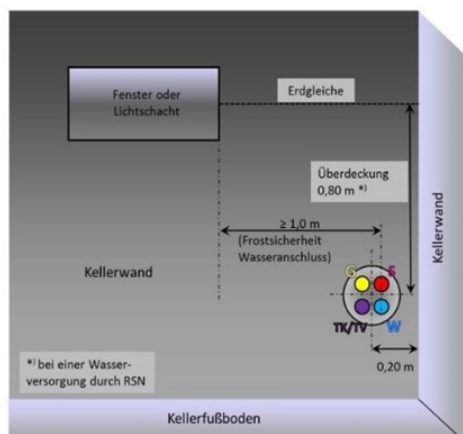 Fenster oder
Lichtschacht
Erdgleiche
Überdeckung
0,80 m *)
≥ 1,0 m
(Frostsicherheit
Wasseranschluss)
Kellerwand
Kellerwand
G
S
TK/TV
W
*) bei einer Wasser-
versorgung durch RSN
0,20 m
Kellerfußboden